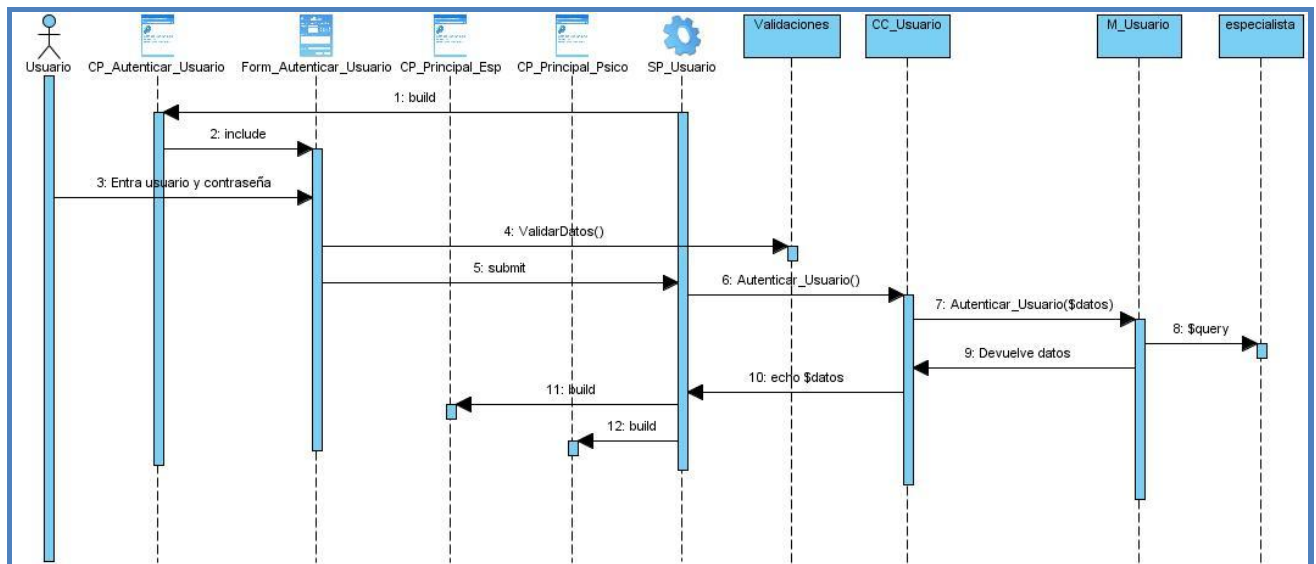 Usuario
CP_Autenticar_Usuario
Form_Autenticar_Usuario
CP_Principal_Esp
CP_Principal_Psico
SP_Usuario
Validaciones
CC_Usuario
M_Usuario
especialista
1: build
2: include
3: Entra usuario y contraseña
4: ValidarDatos()
5: submit
6: Autenticar_Usuario()
7: Autenticar_Usuario($datos)
8: $query
9: Devuelve datos
10: echo $datos
11: build
12: build